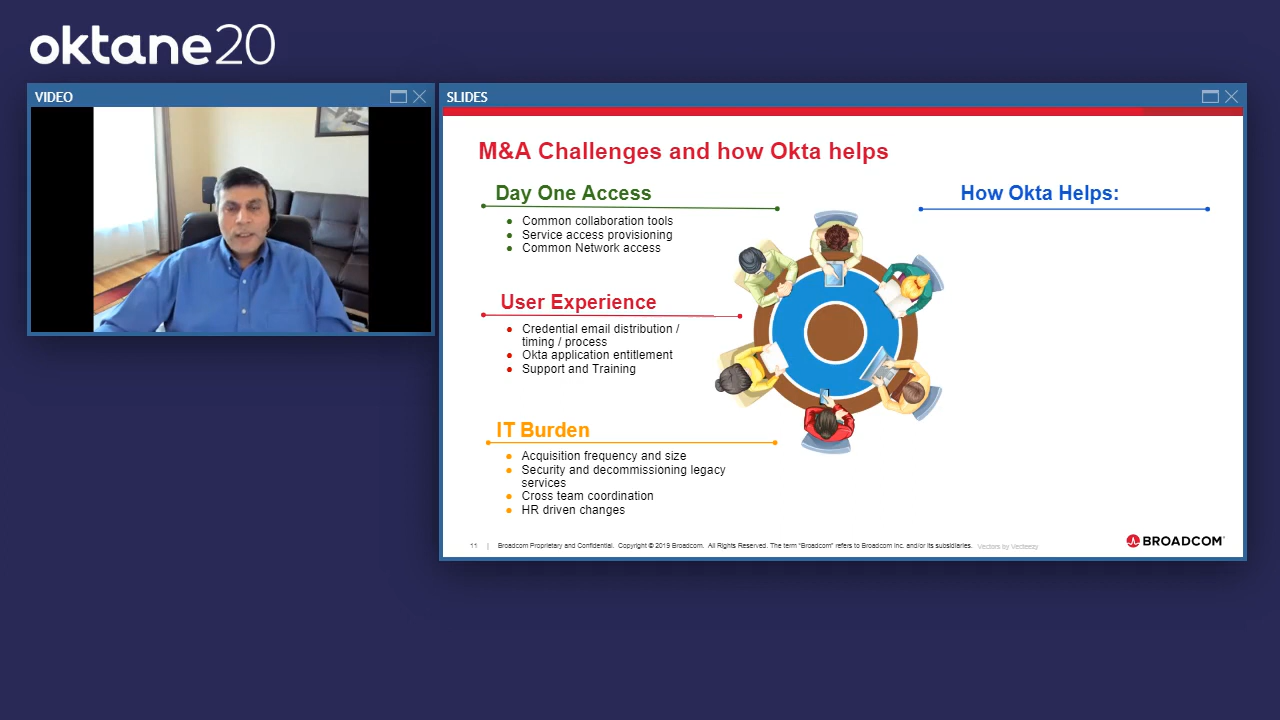 oktane20
VIDEO
SLIDES
M&A Challenges and how Okta helps
Day One Access
Common collaboration tools
Service access provisioning
Common Network access
User Experience
Credential email distribution /
timing / process
Okta application entitlement
Support and Training
IT Burden
Acquisition frequency and size
Security and decommissioning legacy
services
Cross team coordination
HR driven changes
How Okta Helps:
11 | Broadcom Proprietary and Confidential. Copyright © 2019 Broadcom. All Rights Reserved. The term “Broadcom” refers to Broadcom Inc. and/or its subsidiaries. Vectors by Vecteezy
BROADCOM